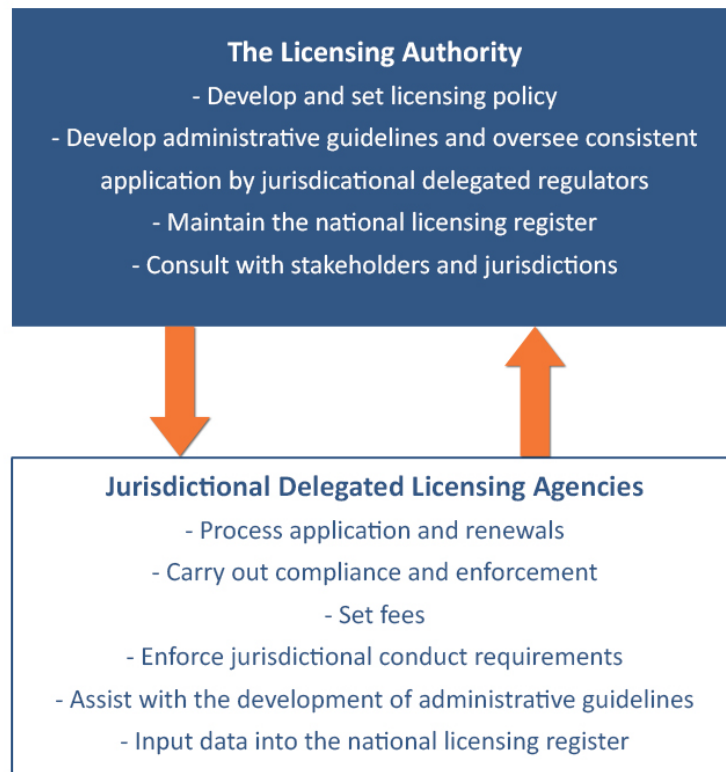 The Licensing Authority
- Develop and set licensing policy
- Develop administrative guidelines and oversee consistent
application by jurisdicational delegated regulators
- Maintain the national licensing register
- Consult with stakeholders and jurisdictions
Jurisdictional Delegated Licensing Agencies
- Process application and renewals
- Carry out compliance and enforcement
- Set fees
- Enforce jurisdictional conduct requirements
- Assist with the development of administrative guidelines
- Input data into the national licensing register